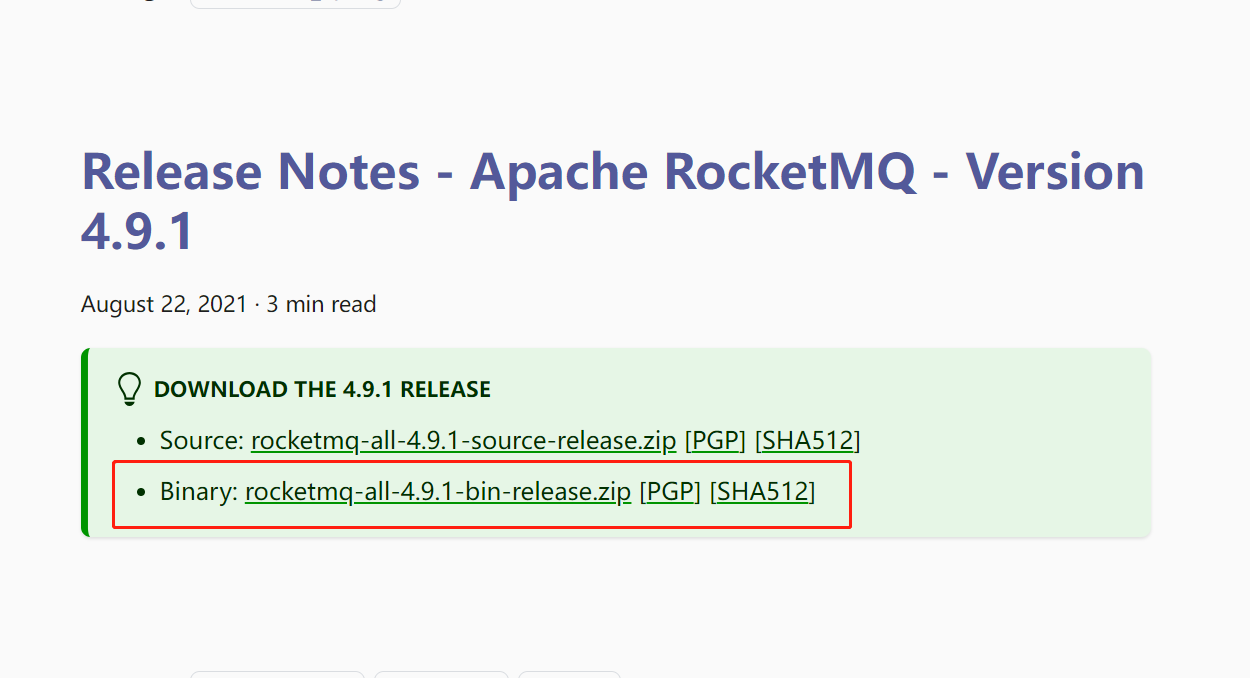 Release Notes - Apache RocketMQ - Version
4.9.1
August 22, 2021 · 3 min read
DOWNLOAD THE 4.9.1 RELEASE
Source: rocketmq-all-4.9.1-source-release.zip [PGP] [SHA512]
Binary: rocketmq-all-4.9.1-bin-release.zip [PGP] [SHA512]